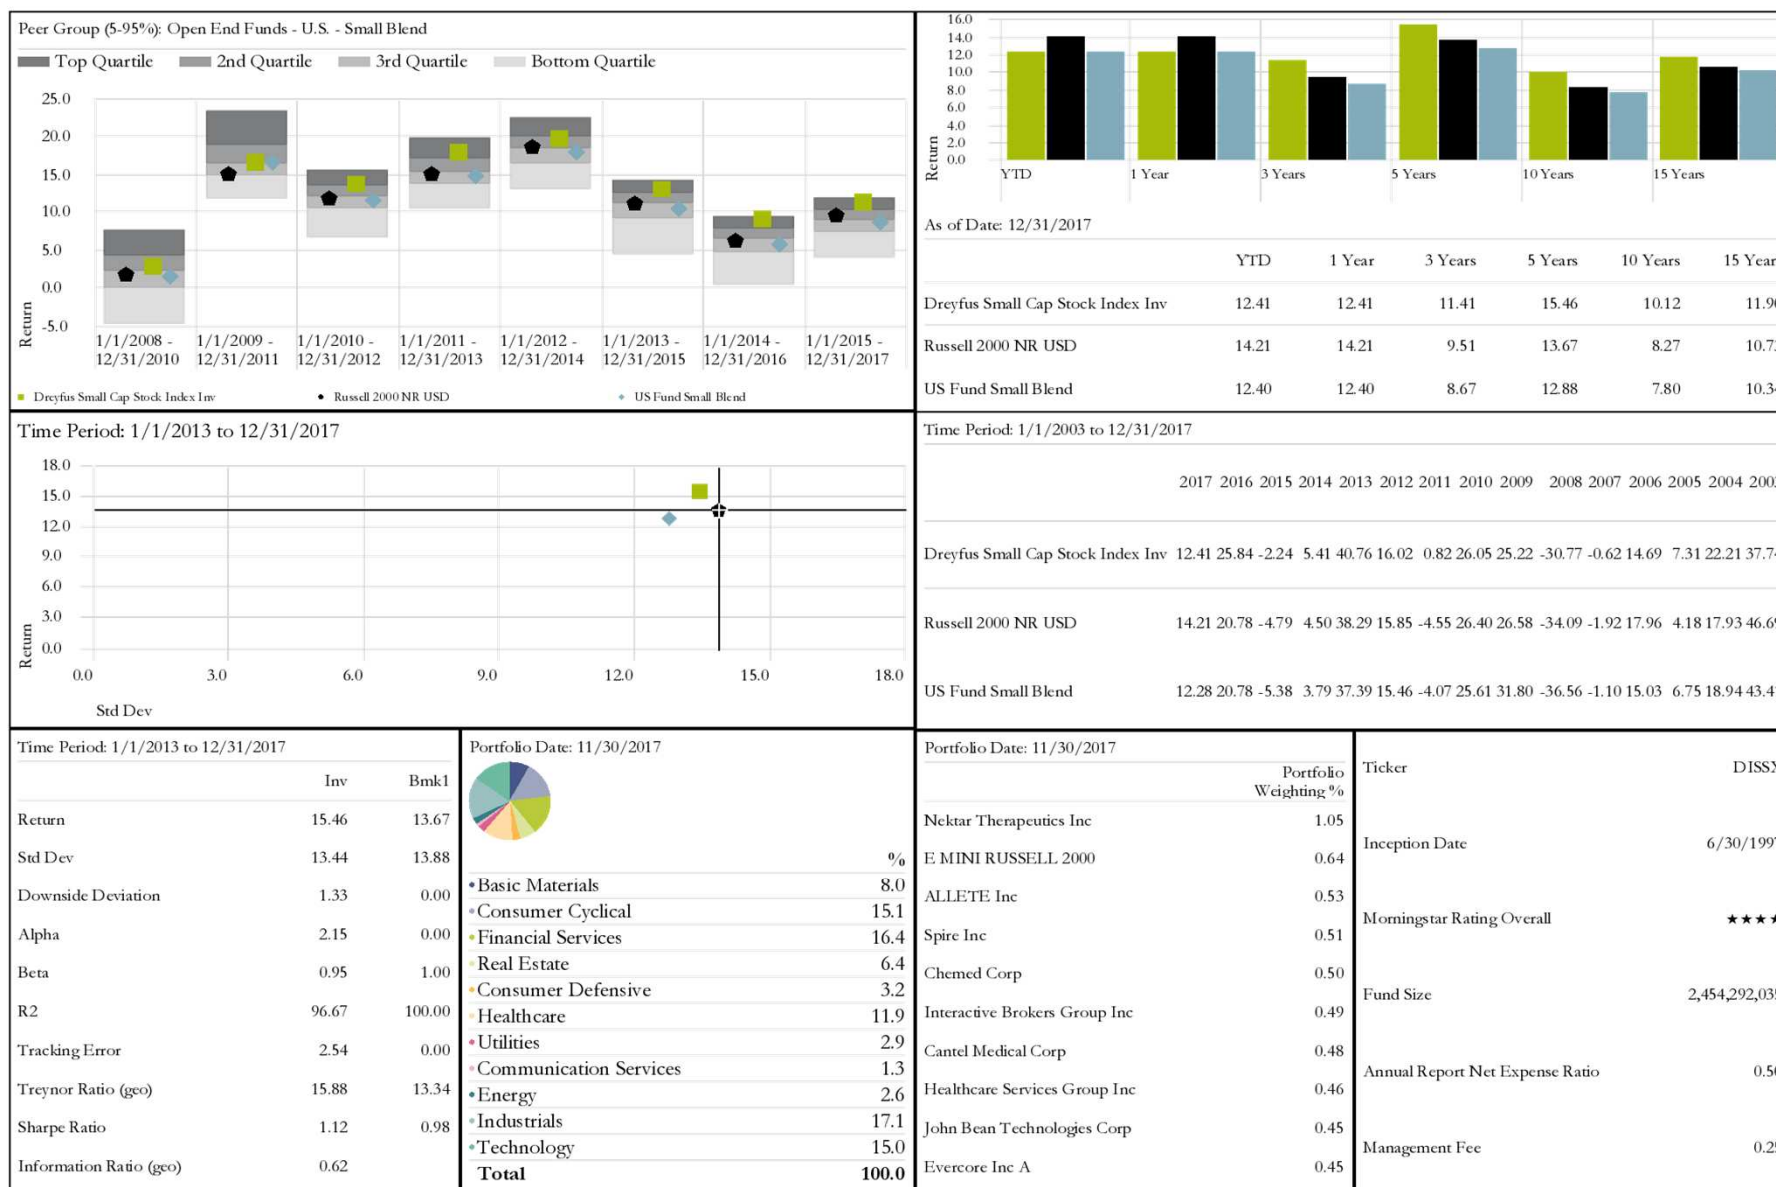 Peer Group (5-95%): Open End Funds - U.S. - Small Blend
Top Quartile 2nd Quartile 3rd Quartile Bottom Quartile
25.0
20.0
15.0
10.0
5.0
0.0
-5.0
Return
1/1/2008 - 12/31/2010
1/1/2009 - 12/31/2011
1/1/2010 - 12/31/2012
1/1/2011 - 12/31/2013
1/1/2012 - 12/31/2014
1/1/2013 - 12/31/2015
1/1/2014 - 12/31/2016
1/1/2015 - 12/31/2017
Dreyfus Small Cap Stock Index Inv Russell 2000 NR USD US Fund Small Blend
16.0
14.0
12.0
10.0
8.0
6.0
4.0
2.0
0.0
Return
YTD 1 Year 3 Years 5 Years 10 Years 15 Years
As of Date: 12/31/2017
YTD 1 Year 3 Years 5 Years 10 Years 15 Year
Dreyfus Small Cap Stock Index Inv 12.41 12.41 11.41 15.46 10.12 11.9
Russell 2000 NR USD 14.21 14.21 9.51 13.67 8.27 10.7
US Fund Small Blend 12.40 12.40 8.67 12.88 7.80 10.3
Time Period: 1/1/2013 to 12/31/2017
18.0
15.0
12.0
9.0
6.0
3.0
0.0
Return
0.0 3.0 6.0 9.0 12.0 15.0 18.0
Std Dev
Time Period: 1/1/2003 to 12/31/2017
2017 2016 2015 2014 2013 2012 2011 2010 2009 2008 2007 2006 2005 2004 200
Dreyfus Small Cap Stock Index Inv 12.41 25.84 -2.24 5.41 40.76 16.02 0.82 26.05 25.22 -30.77 -0.62 14.69 7.31 22.21 37.7
Russell 2000 NR USD 14.21 20.78 -4.79 4.50 38.29 15.85 -4.55 26.40 26.58 -34.09 -1.92 17.96 4.18 17.93 46.6
US Fund Small Blend 12.28 20.78 -5.38 3.79 37.39 15.46 -4.07 25.61 31.80 -36.56 -1.10 15.03 6.75 18.94 43.4
Time Period: 1/1/2013 to 12/31/2017
Inv Bmk1
Return 15.46 13.67
Std Dev 13.44 13.88
Downside Deviation 1.33 0.00
Alpha 2.15 0.00
Beta 0.95 1.00
R2 96.67 100.00
Tracking Error 2.54 0.00
Treynor Ratio (geo) 15.88 13.34
Sharpe Ratio 1.12 0.98
Information Ratio (geo) 0.62
Portfolio Date: 11/30/2017
%
Basic Materials 8.0
Consumer Cyclical 15.1
Financial Services 16.4
Real Estate 6.4
Consumer Defensive 3.2
Healthcare 11.9
Utilities 2.9
Communication Services 1.3
Energy 2.6
Industrials 17.1
Technology 15.0
Total 100.0
Portfolio Date: 11/30/2017
Portfolio
Weighting %
Nektar Therapeutics Inc 1.05
E MINI RUSSELL 2000 0.64
ALLETE Inc 0.53
Spire Inc 0.51
Chemed Corp 0.50
Interactive Brokers Group Inc 0.49
Cantel Medical Corp 0.48
Healthcare Services Group Inc 0.46
John Bean Technologies Corp 0.45
Evercore Inc A 0.45
Ticker DISSX
Inception Date 6/30/199
Morningstar Rating Overall ★★★★
Fund Size 2,454,292,03
Annual Report Net Expense Ratio 0.5
Management Fee 0.2